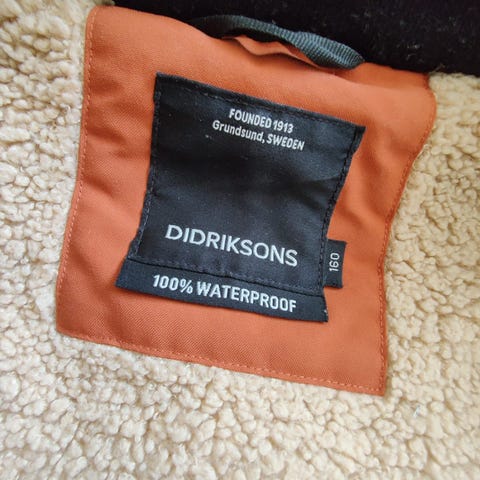 FOUNDED 1913
Grundsund, SWEDEN
DIDRIKSONS
160
100% WATERPROOF